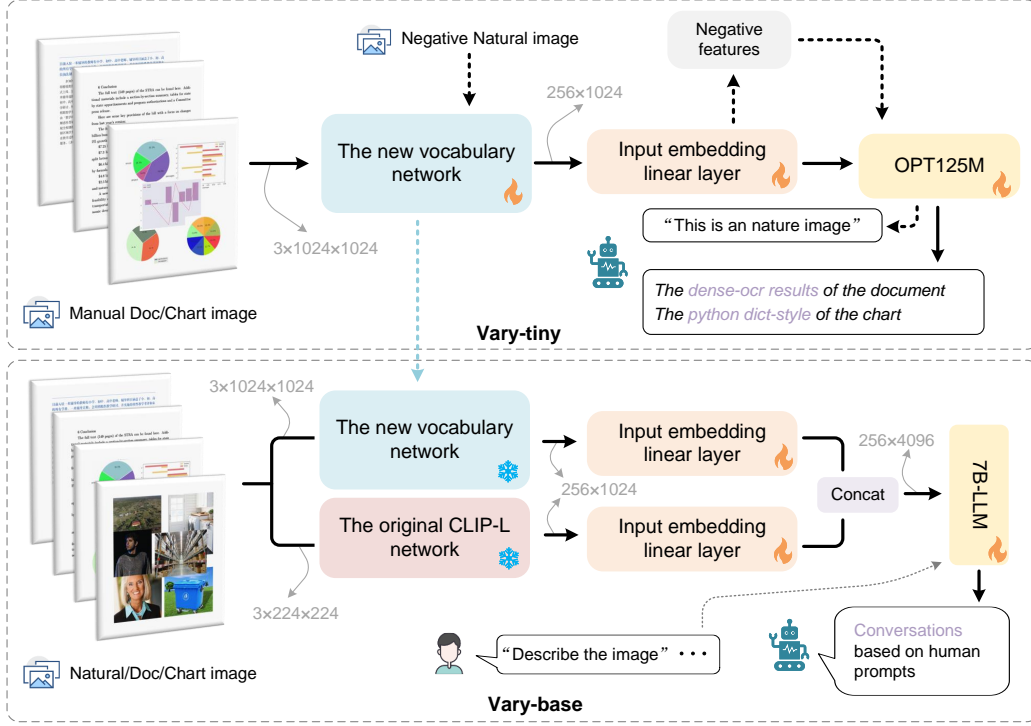 Negative Natural image
Negative
features
256×1024
The new vocabulary
network
Input embedding
linear layer
OPT125M
3×1024×1024
“This is an nature image”
The dense-ocr results of the document
The python dict-style of the chart
Manual Doc/Chart image
Vary-tiny
3×1024×1024
The new vocabulary
network
Input embedding
linear layer
256×4096
256×1024
Concat
7B-LLM
The original CLIP-L
network
Input embedding
linear layer
3×224×224
“Describe the image” ···
Conversations
based on human
prompts
Natural/Doc/Chart image
Vary-base